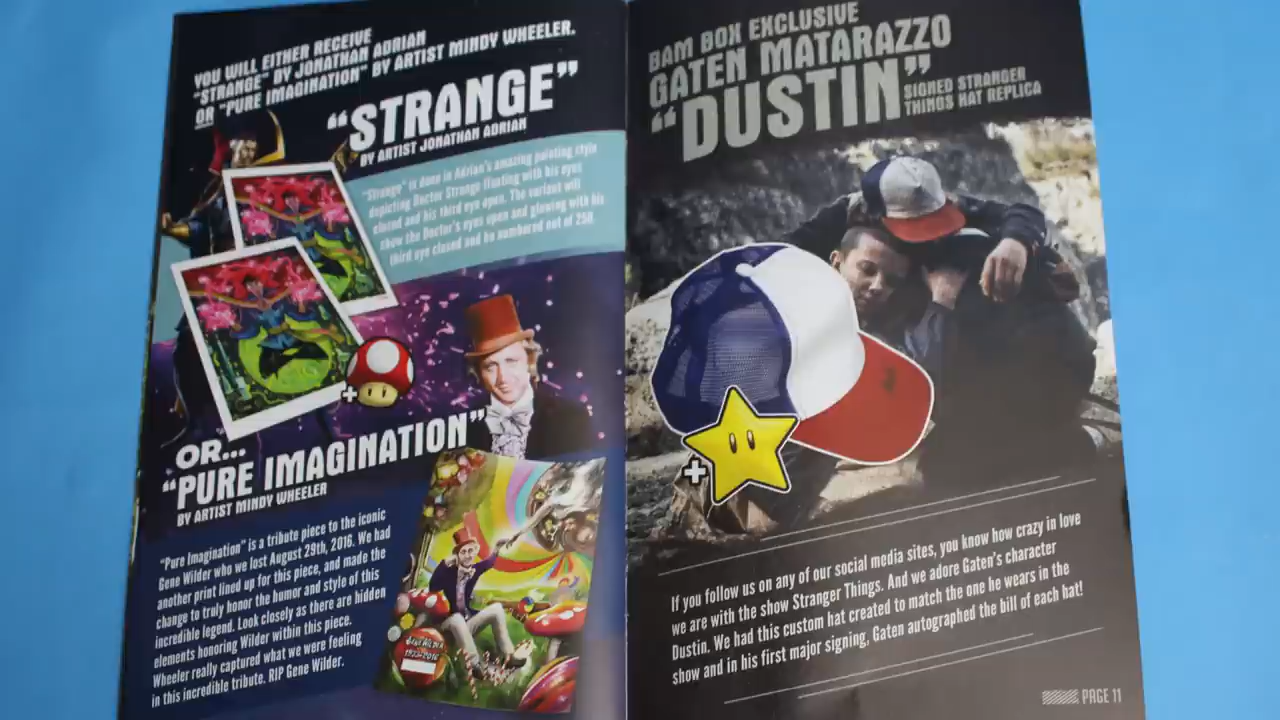 YOU WILL EITHER RECEIVE
"STRANGE" BY JONATHAN ADRIAN
OR "PURE IMAGINATION" BY ARTIST MINDY WHEELER.
"STRANGE"
BY ARTIST JONATHAN ADRIAN
"Strange" is done in Adrian's amazing painting style
depicting Doctor Strange floating with his eyes
closed and his third eye open. The variant will
show the Doctor's eyes open and glowing with his
third eye closed and be numbered out of 250.
+
OR...
"PURE IMAGINATION"
BY ARTIST MINDY WHEELER
"Pure Imagination" is a tribute piece to the iconic
Gene Wilder who we lost August 29th, 2016. We had
another print lined up for this piece, and made the
change to truly honor the humor and style of this
incredible legend. Look closely as there are hidden
elements honoring Wilder within this piece.
Wheeler really captured what we were feeling
in this incredible tribute. RIP Gene Wilder.
GENE WILDER
1933-2016
BAM BOX EXCLUSIVE
GATEN MATARAZZO
"DUSTIN"
SIGNED STRANGER
THINGS HAT REPLICA
+
If you follow us on any of our social media sites, you know how crazy in love
we are with the show Stranger Things. And we adore Gaten's character
Dustin. We had this custom hat created to match the one he wears in the
show and in his first major signing, Gaten autographed the bill of each hat!
PAGE 11